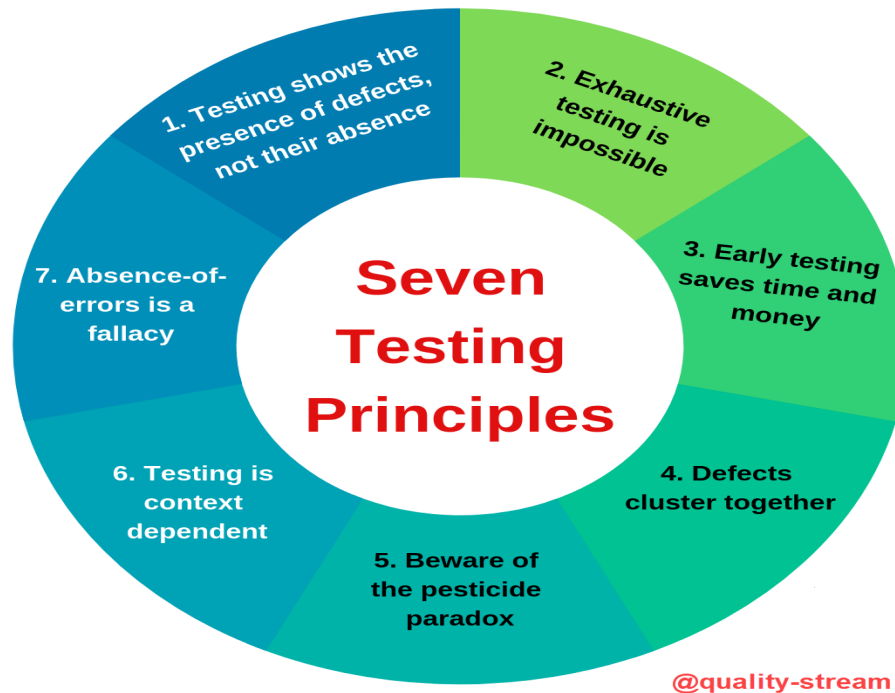 Seven
Testing
Principles
1. Testing shows the
presence of defects,
not their absence
2. Exhaustive
testing is
impossible
3. Early testing
saves time and
money
4. Defects
cluster together
5. Beware of
the pesticide
paradox
6. Testing is
context
dependent
7. Absence-of-
errors is a
fallacy
@quality-stream